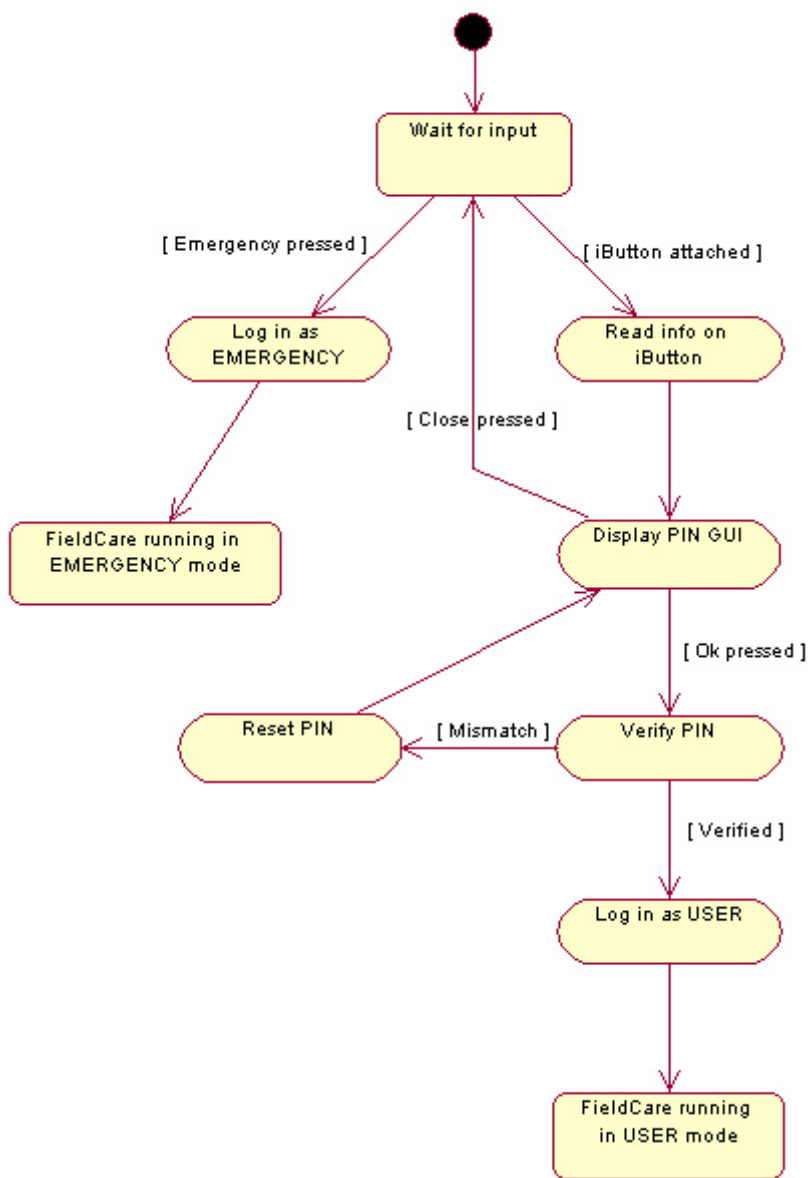 Wait for input
[ Emergency pressed ]
[ iButton attached ]
Log in as
EMERGENCY
Read info on
iButton
[ Close pressed ]
FieldCare running in
EMERGENCY mode
Display PIN GUI
[ Ok pressed ]
Reset PIN
[ Mismatch ]
Verify PIN
[ Verified ]
Log in as USER
FieldCare running
in USER mode